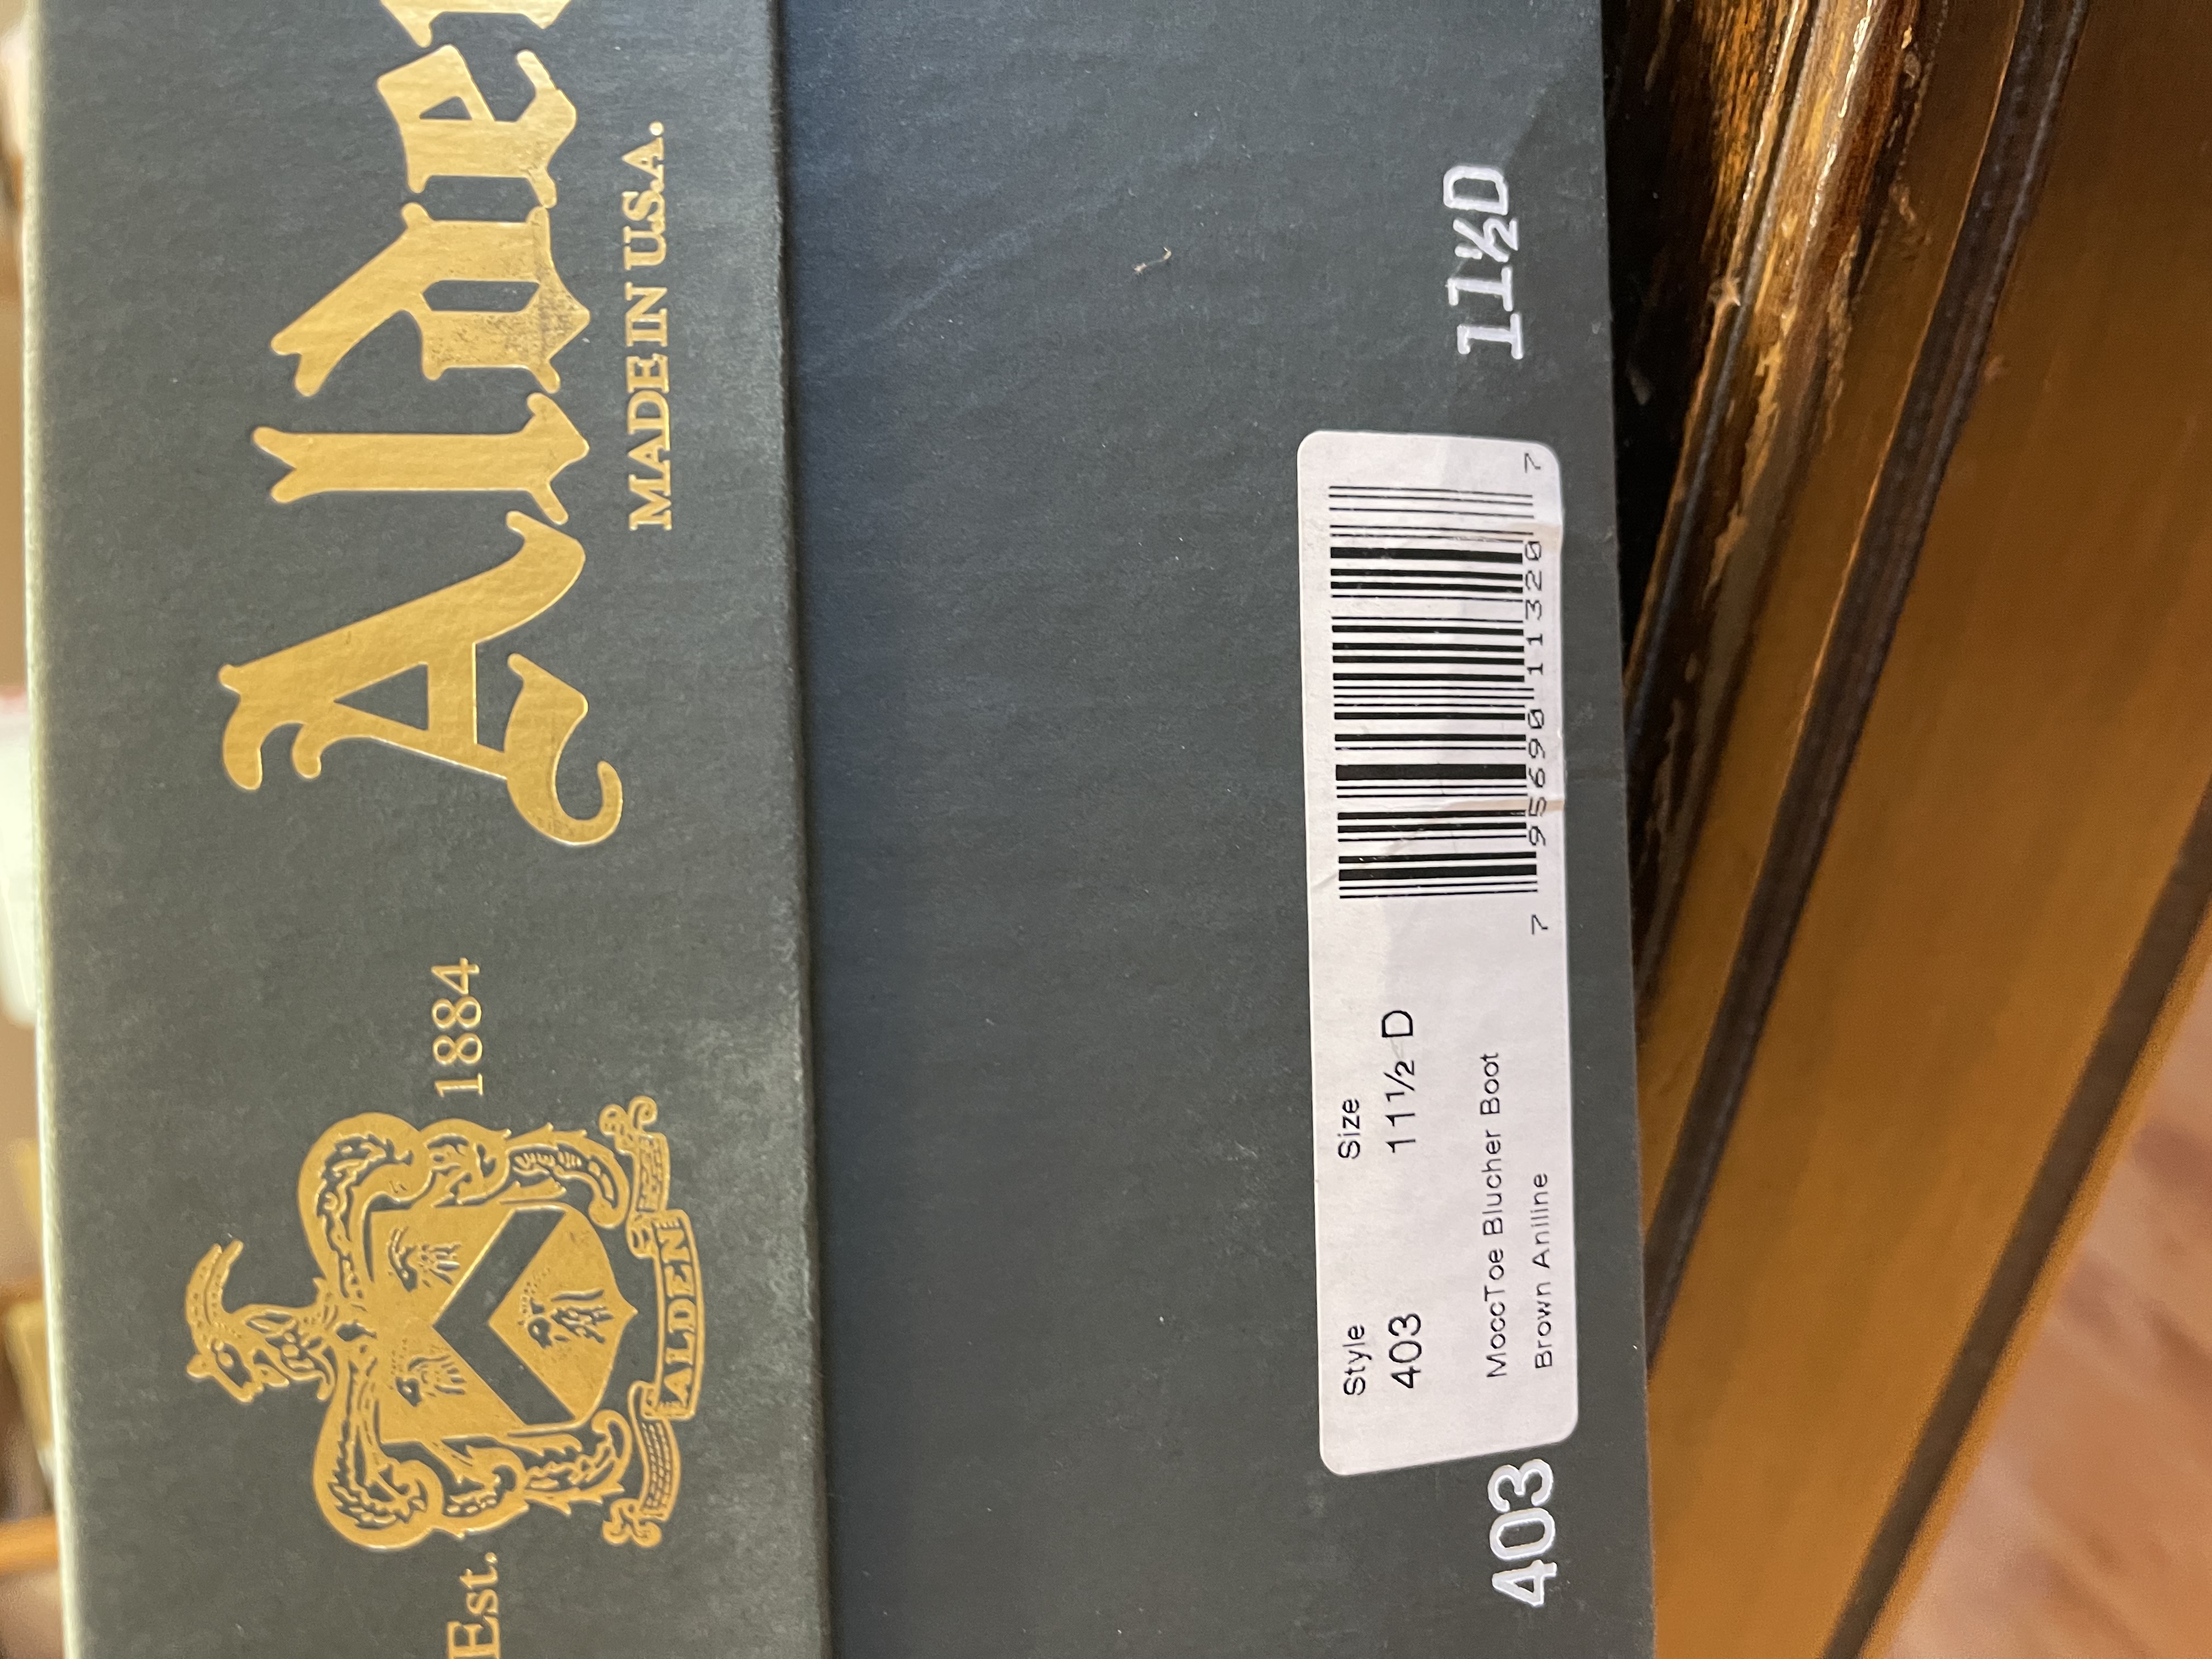 Est. 1884
ALDEN
Alden
MADE IN U.S.A.
Style Size
403 11½ D
MoccToe Blucher Boot
Brown Aniline
7 95690 11320 7
403 11½D